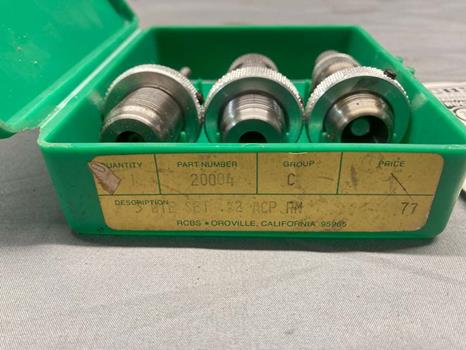 QUANTITY PART NUMBER GROUP PRICE
20004 C
DESCRIPTION
3 DIE SET .32 ACP RM 77
RCBS • OROVILLE, CALIFORNIA 95965